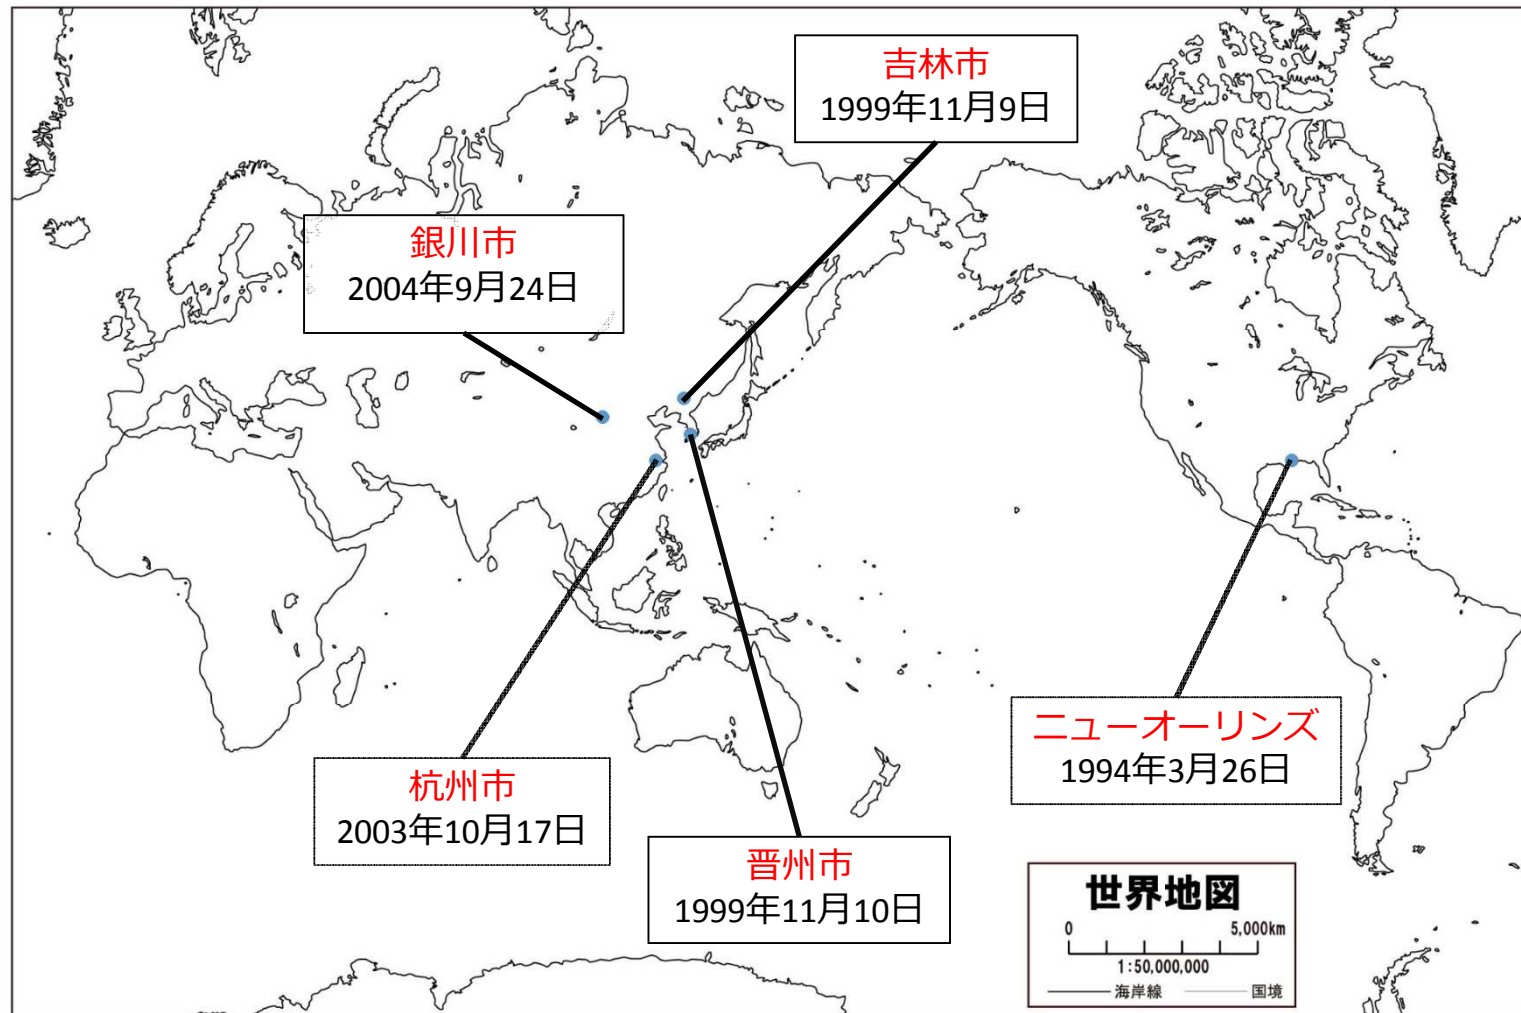 吉林市
1999年11月9日
銀川市
2004年9月24日
ニューオーリンズ
1994年3月26日
杭州市
2003年10月17日
晋州市
1999年11月10日
世界地図
0 5,000km
1:50,000,000
海岸線 国境